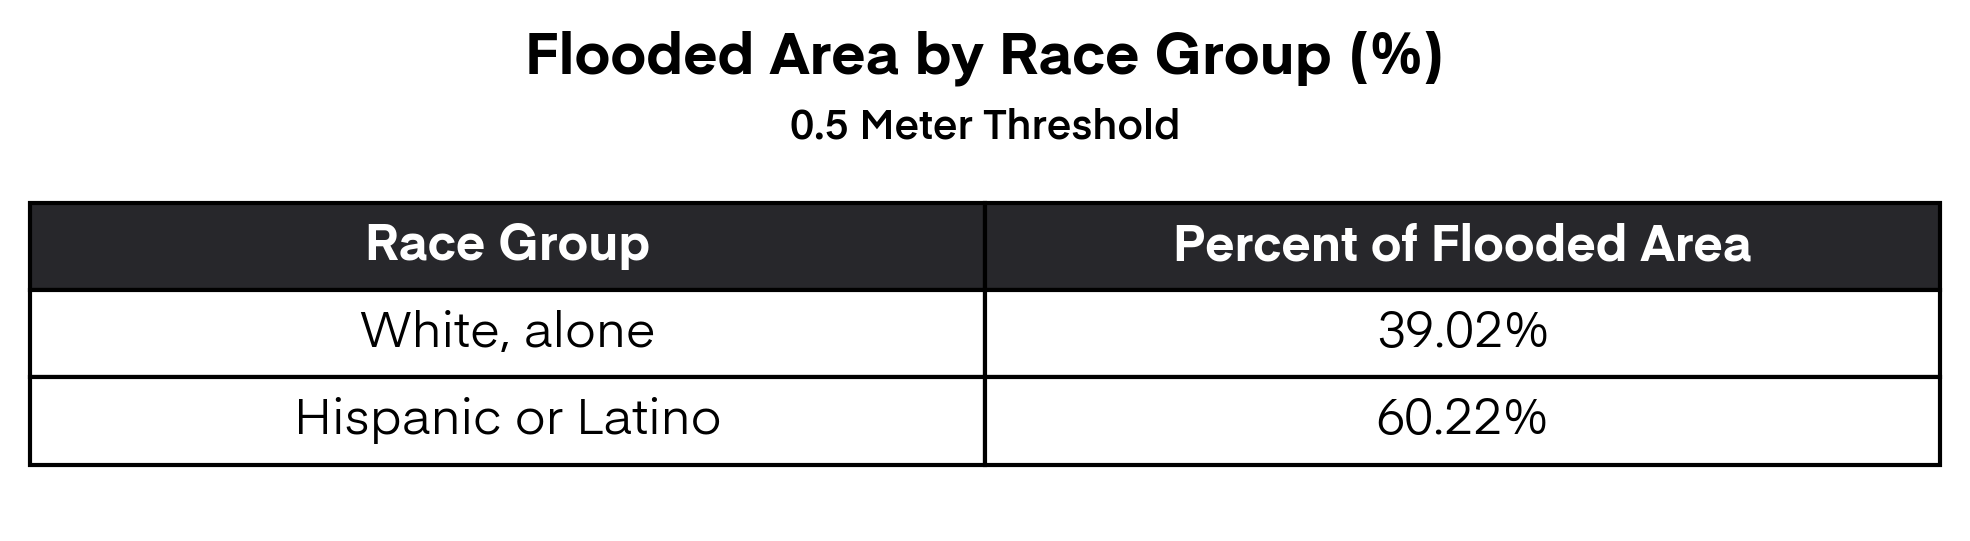 Flooded Area by Race Group (%)
0.5 Meter Threshold
Race Group Percent of Flooded Area
White, alone 39.02%
Hispanic or Latino 60.22%